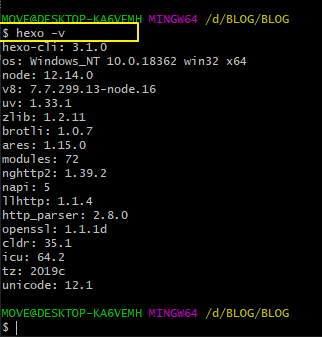 MOVE@DESKTOP-KA6VEMH MINGW64 /d/BLOG/BLOG
$ hexo -v
hexo-cli: 3.1.0
os: Windows_NT 10.0.18362 win32 x64
node: 12.14.0
v8: 7.7.299.13-node.16
uv: 1.33.1
zlib: 1.2.11
brotli: 1.0.7
ares: 1.15.0
modules: 72
nghttp2: 1.39.2
napi: 5
llhttp: 1.1.4
http_parser: 2.8.0
openssl: 1.1.1d
cldr: 35.1
icu: 64.2
tz: 2019c
unicode: 12.1
MOVE@DESKTOP-KA6VEMH MINGW64 /d/BLOG/BLOG
$